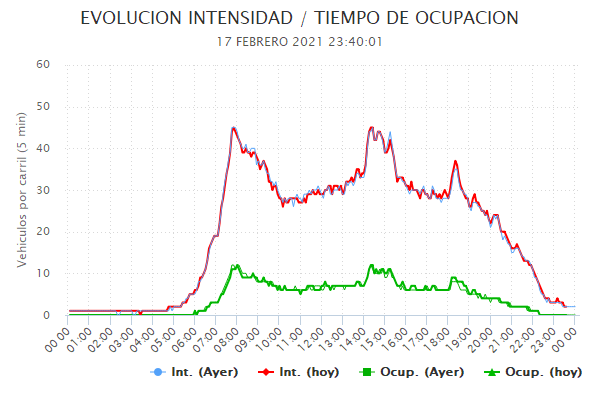 EVOLUCION INTENSIDAD / TIEMPO DE OCUPACION
17 FEBRERO 2021 23:40:01
Vehiculos por carril (5 min)
60
50
40
30
20
10
0
00:00 01:00 02:00 03:00 04:00 05:00 06:00 07:00 08:00 09:00 10:00 11:00 12:00 13:00 14:00 15:00 16:00 17:00 18:00 19:00 20:00 21:00 22:00 23:00 00:00
Int. (Ayer) Int. (hoy) Ocup. (Ayer) Ocup. (hoy)